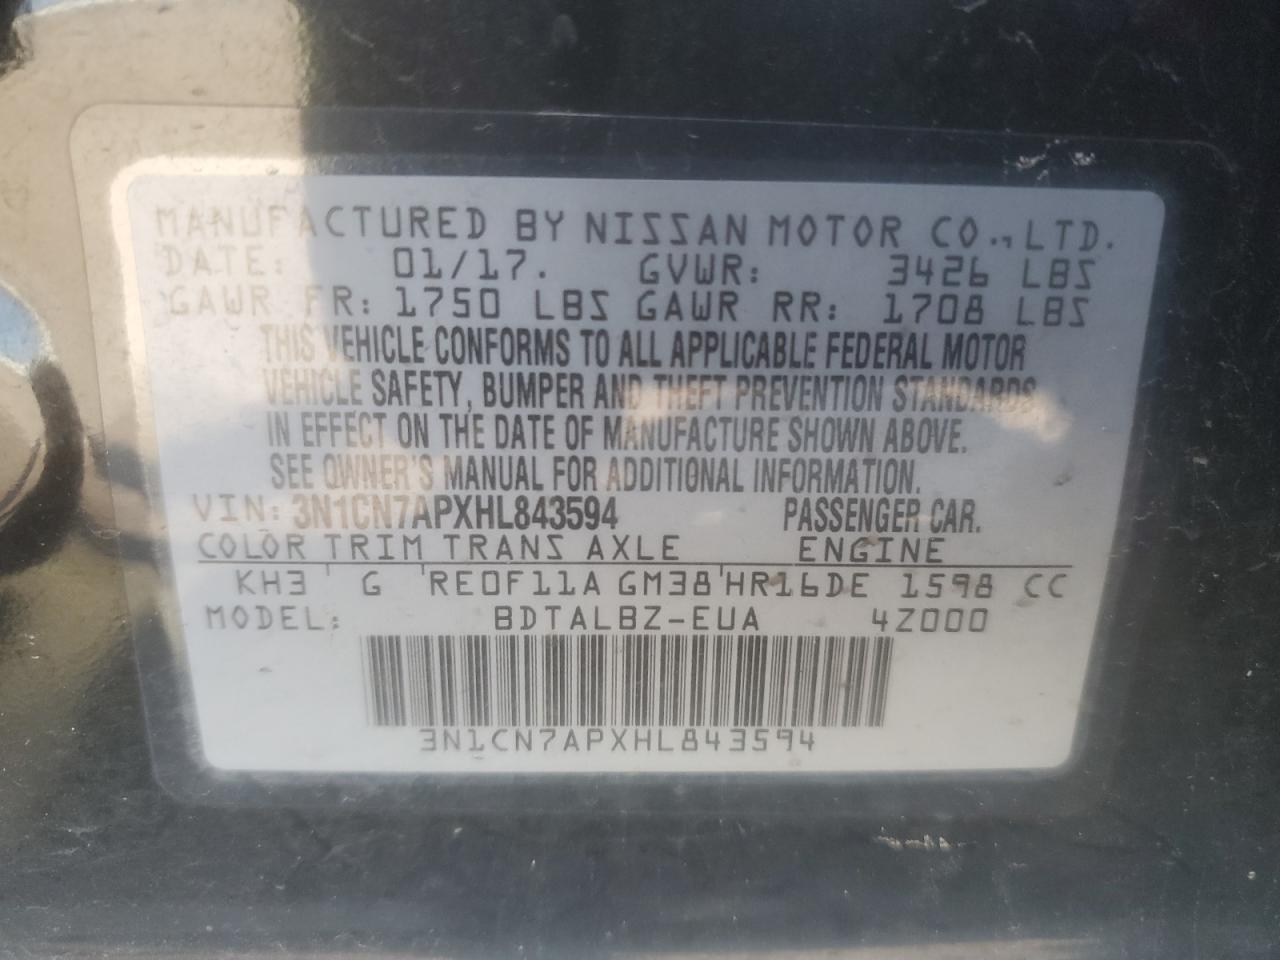 MANUFACTURED BY NISSAN MOTOR CO., LTD.
DATE: 01/17. GVWR: 3426 LBS
GAWR FR: 1750 LBS GAWR RR: 1708 LBS
THIS VEHICLE CONFORMS TO ALL APPLICABLE FEDERAL MOTOR
VEHICLE SAFETY, BUMPER AND THEFT PREVENTION STANDARDS
IN EFFECT ON THE DATE OF MANUFACTURE SHOWN ABOVE.
SEE OWNER'S MANUAL FOR ADDITIONAL INFORMATION.
VIN: 3N1CN7APXHL843594 PASSENGER CAR.
COLOR TRIM TRANS AXLE ENGINE
KH3 ' G ' RE0F11A GM38 ' HR16DE 1598 CC
MODEL: BDTALBZ-EUA 4Z000
3N1CN7APXHL843594